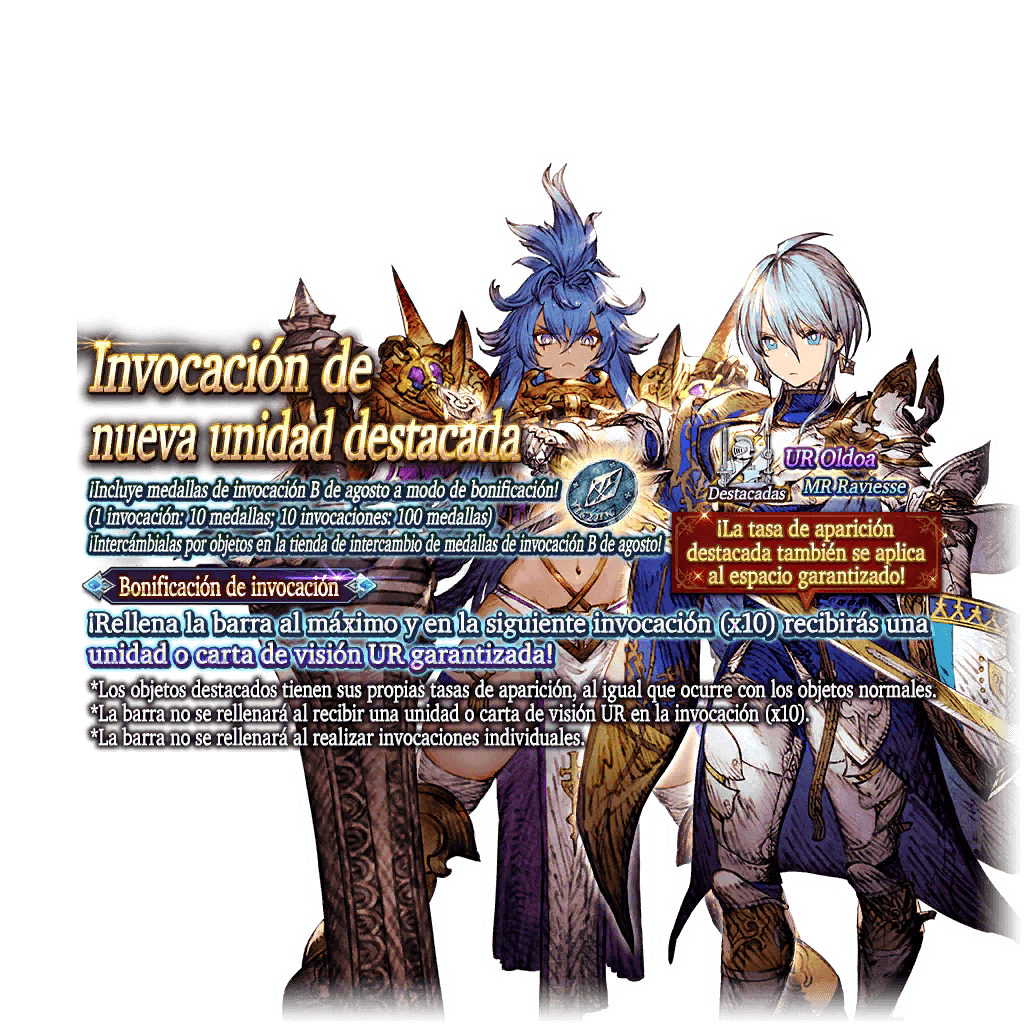 Invocación de
nueva unidad destacada
¡Incluye medallas de invocación B de agosto a modo de bonificación!
(1 invocación: 10 medallas; 10 invocaciones: 100 medallas)
¡Intercámbialas por objetos en la tienda de intercambio de medallas de invocación B de agosto!
Destacadas
UR Oldoa
MR Raviesse
¡La tasa de aparición
destacada también se aplica
al espacio garantizado!
Bonificación de invocación
¡Rellena la barra al máximo y en la siguiente invocación (x10) recibirás una
unidad o carta de visión UR garantizada!
*Los objetos destacados tienen sus propias tasas de aparición, al igual que ocurre con los objetos normales.
*La barra no se rellenará al recibir una unidad o carta de visión UR en la invocación (x10).
*La barra no se rellenará al realizar invocaciones individuales.